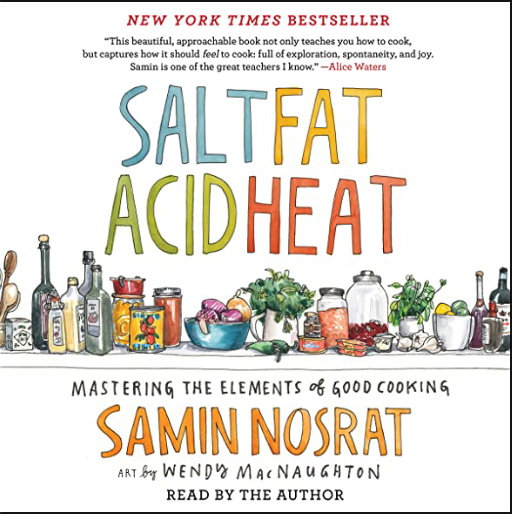 NEW YORK TIMES BESTSELLER
“This beautiful, approachable book not only teaches you how to cook,
but captures how it should feel to cook: full of exploration, spontaneity, and joy.
Samin is one of the great teachers I know.” —Alice Waters
SALT FAT
ACID HEAT
MASTERING THE ELEMENTS of GOOD COOKING
SAMIN NOSRAT
ART by WENDY MACNAUGHTON
READ BY THE AUTHOR